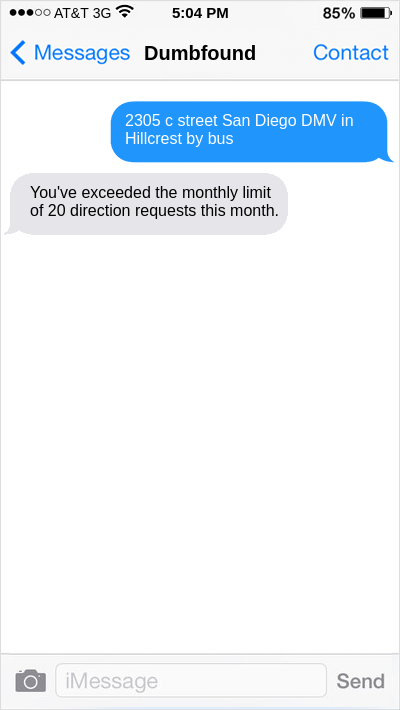 AT&T 3G 5:04 PM 85%
Messages Dumbfound Contact
2305 c street San Diego DMV in
Hillcrest by bus
You've exceeded the monthly limit
of 20 direction requests this month.
iMessage Send